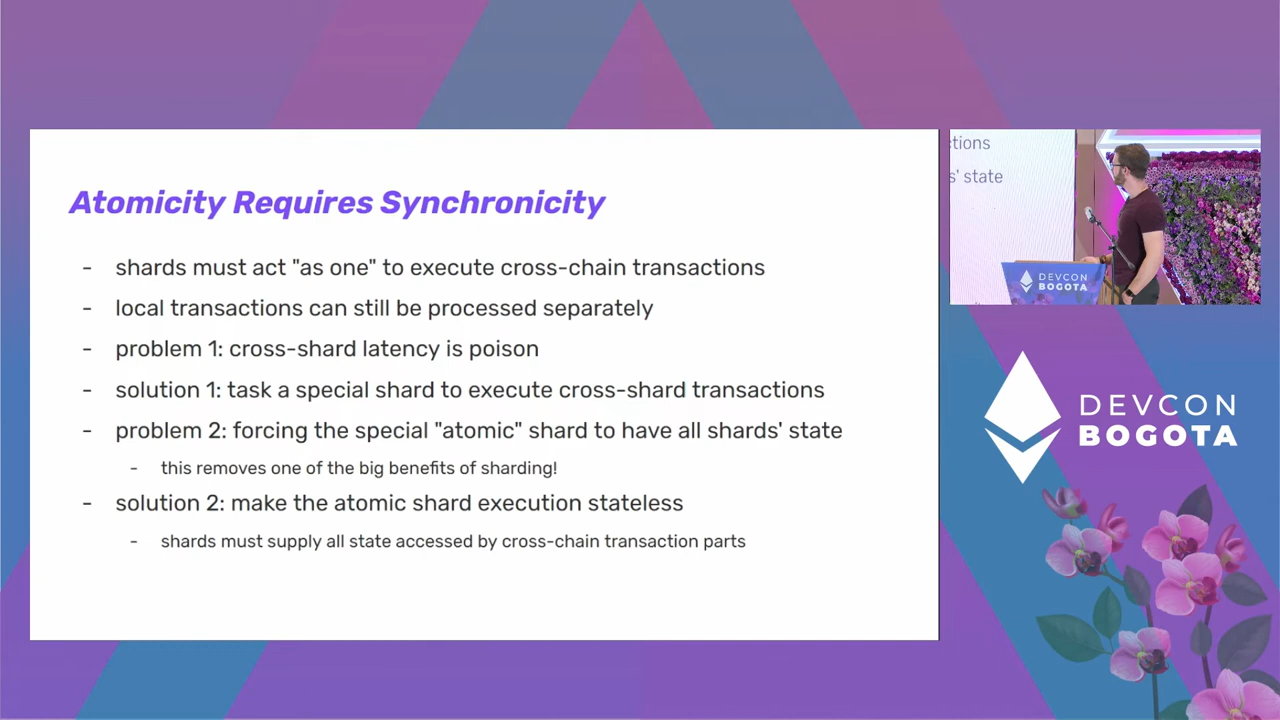 Atomicity Requires Synchronicity
- shards must act "as one" to execute cross-chain transactions
- local transactions can still be processed separately
- problem 1: cross-shard latency is poison
- solution 1: task a special shard to execute cross-shard transactions
- problem 2: forcing the special "atomic" shard to have all shards' state
- this removes one of the big benefits of sharding!
- solution 2: make the atomic shard execution stateless
- shards must supply all state accessed by cross-chain transaction parts
ctions
s' state
DEVCON
BOGOTA
DEVCON
BOGOTA